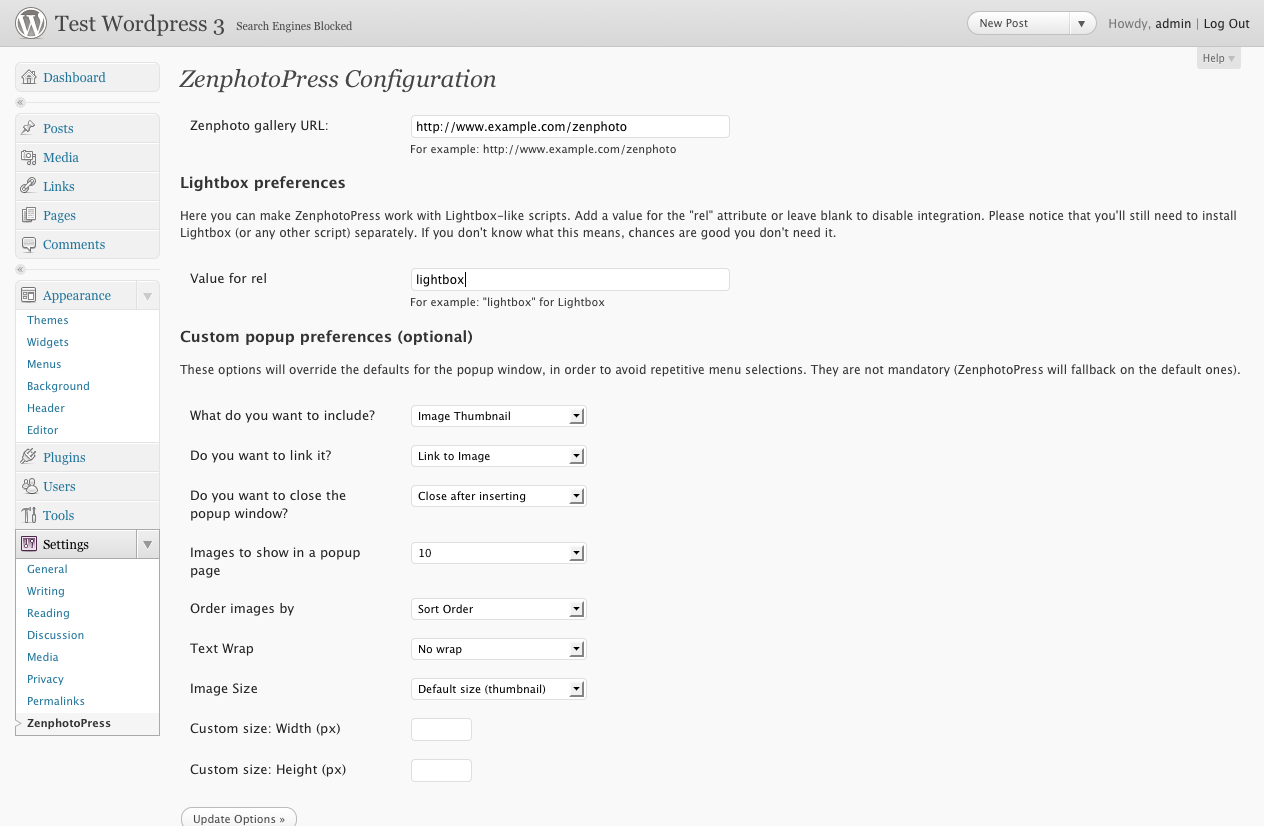 Test Wordpress 3 Search Engines Blocked
New Post
Howdy, admin | Log Out
Help
Dashboard
Posts
Media
Links
Pages
Comments
Appearance
Themes
Widgets
Menus
Background
Header
Editor
Plugins
Users
Tools
Settings
General
Writing
Reading
Discussion
Media
Privacy
Permalinks
ZenphotoPress
ZenphotoPress Configuration
Zenphoto gallery URL: http://www.example.com/zenphoto
For example: http://www.example.com/zenphoto
Lightbox preferences
Here you can make ZenphotoPress work with Lightbox-like scripts. Add a value for the "rel" attribute or leave blank to disable integration. Please notice that you'll still need to install
Lightbox (or any other script) separately. If you don't know what this means, chances are good you don't need it.
Value for rel lightbox
For example: "lightbox" for Lightbox
Custom popup preferences (optional)
These options will override the defaults for the popup window, in order to avoid repetitive menu selections. They are not mandatory (ZenphotoPress will fallback on the default ones).
What do you want to include? Image Thumbnail
Do you want to link it? Link to Image
Do you want to close the Close after inserting
popup window?
Images to show in a popup 10
page
Order images by Sort Order
Text Wrap No wrap
Image Size Default size (thumbnail)
Custom size: Width (px)
Custom size: Height (px)
Update Options »